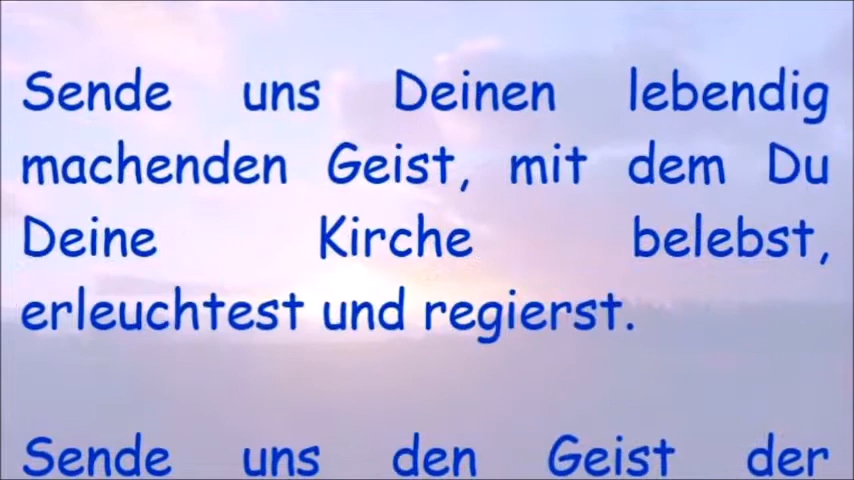 Sende uns Deinen lebendig
machenden Geist, mit dem Du
Deine Kirche belebst,
erleuchtest und regierst.
Sende uns den Geist der